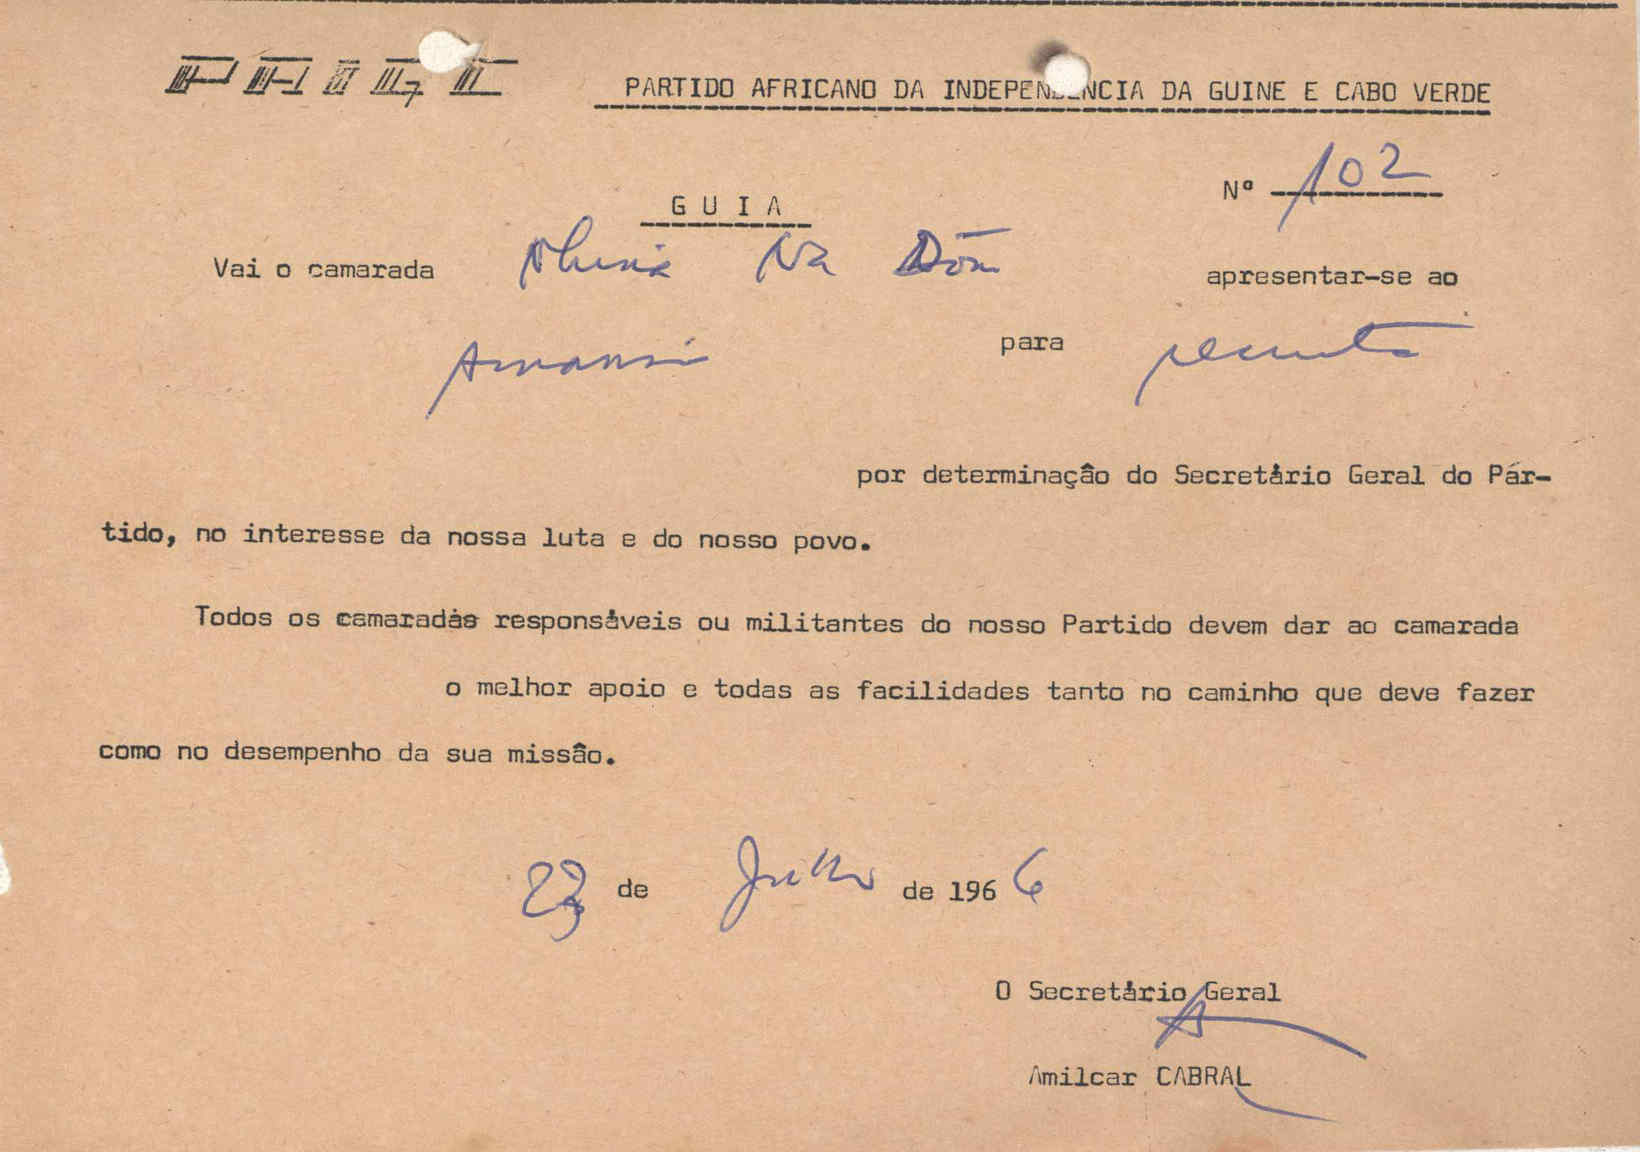 PAIGC PARTIDO AFRICANO DA INDEPENDENCIA DA GUINE E CABO VERDE
Nº 102
GUIA
Vai o camarada Na apresentar-se ao
para
por determinação do Secretário Geral do Par-
tido, no interesse da nossa luta e do nosso povo.
Todos os camaradas responsáveis ou militantes do nosso Partido devem dar ao camarada
o melhor apoio e todas as facilidades tanto no caminho que deve fazer
como no desempenho da sua missão.
de Julho de 1966
O Secretário Geral
Amilcar CABRAL